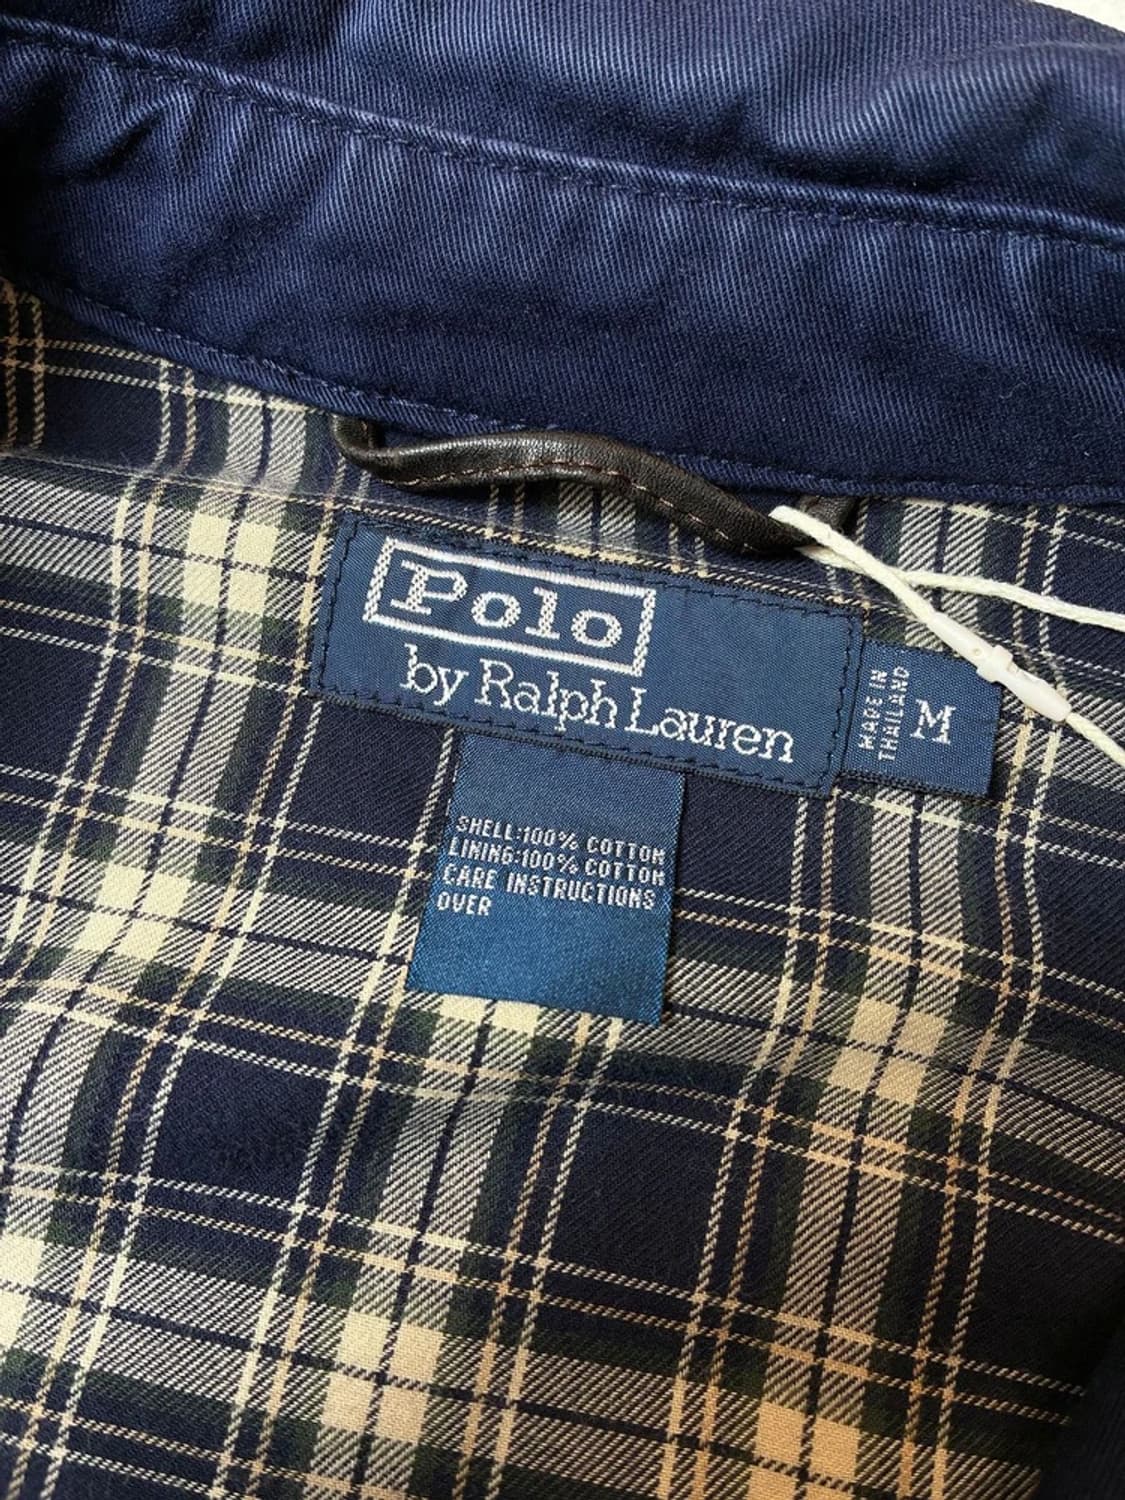 Polo
by Ralph Lauren
MADE IN
THAILAND
M
SHELL:100% COTTON
LINING:100% COTTON
CARE INSTRUCTIONS
OVER